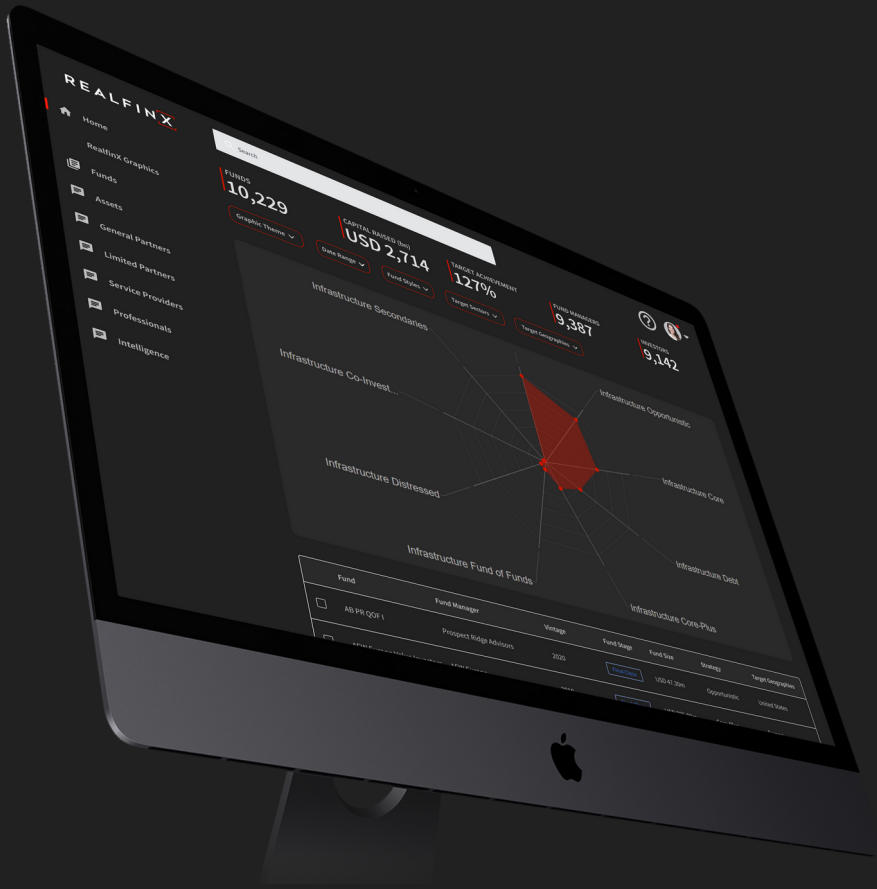 REALFINX
Home
RealfinX Graphics
Funds
Assets
General Partners
Limited Partners
Service Providers
Professionals
Intelligence
Search
FUNDS
10,229
CAPITAL RAISED (bn)
USD 2,714
TARGET ACHIEVEMENT
127%
FUND MANAGERS
9,387
INVESTORS
9,142
Graphic Theme
Date Range
Fund Styles
Target Sectors
Target Geographies
Infrastructure Secondaries
Infrastructure Co-Invest...
Infrastructure Distressed
Infrastructure Fund of Funds
Infrastructure Opportunistic
Infrastructure Core
Infrastructure Debt
Infrastructure Core-Plus
Fund Fund Manager Vintage Fund Stage Fund Size Strategy Target Geographies
AB PR QOF I Prospect Ridge Advisors 2020 Final Close USD 47.30m Opportunistic United States